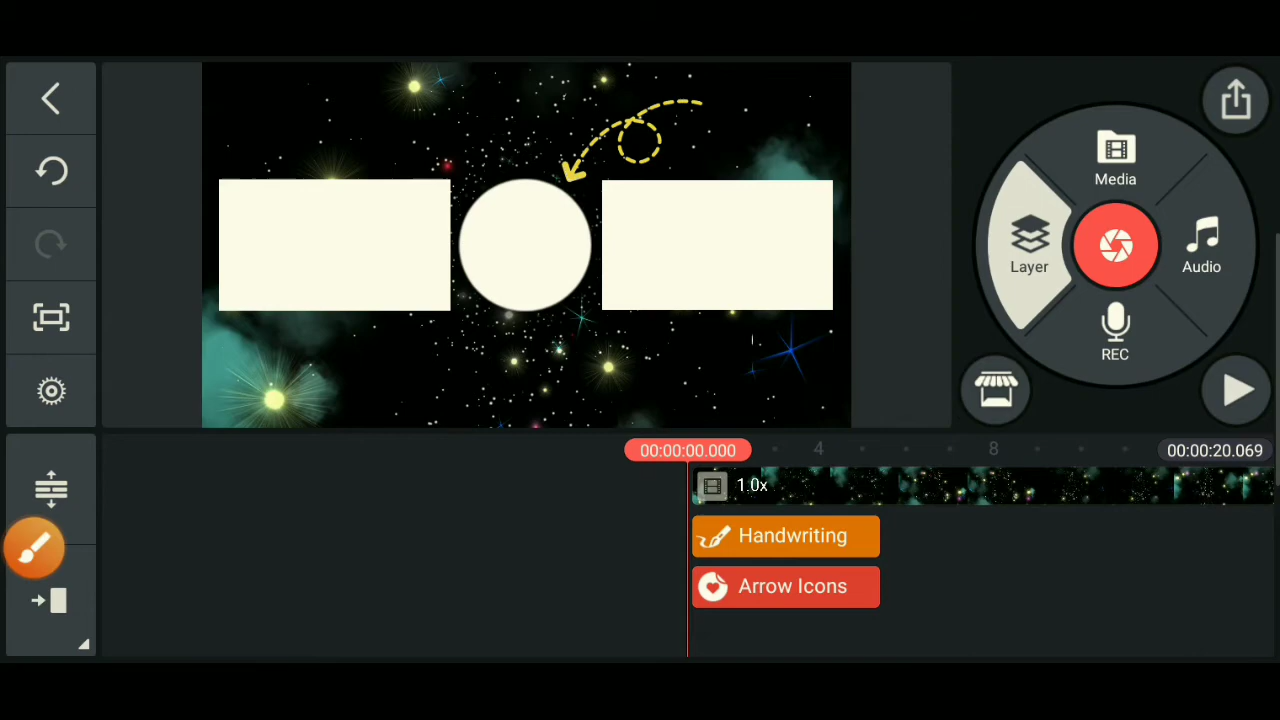 Media
Layer
Audio
REC
00:00:00.000
4
8
00:00:20.069
1.0x
Handwriting
Arrow Icons